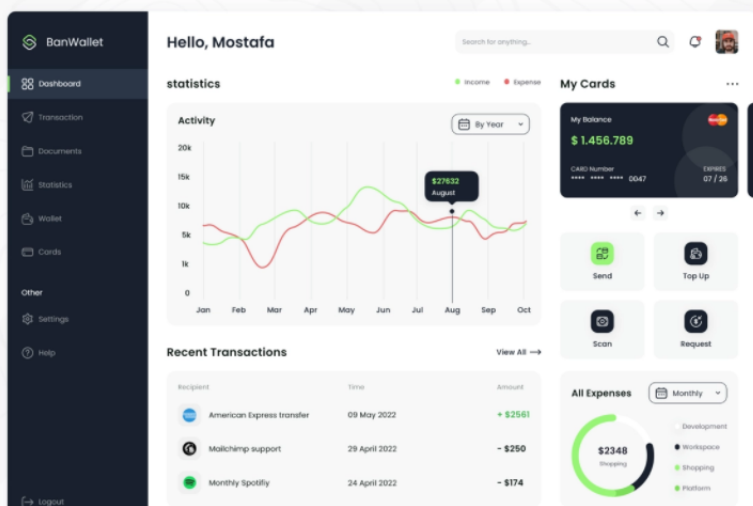 BanWallet
Dashboard
Transaction
Documents
Statistics
Wallet
Cards
Other
Settings
Help
Logout
Hello, Mostafa
Search for anything..
statistics
Income
Expense
Activity
By Year
20k
15k
10k
5k
1k
0
$27632
August
Jan Feb Mar Apr May Jun Jul Aug Sep Oct
Recent Transactions
View All
Recipient Time Amount
American Express transfer 09 May 2022 + $2561
Mailchimp support 29 April 2022 - $250
Monthly Spotifiy 24 April 2022 - $174
My Cards
My Balance
$ 1.456.789
CARD Number EXPIRES
**** **** **** 0047 07 / 26
Send
Top Up
Scan
Request
All Expenses
Monthly
$2348
Shopping
Development
Workspace
Shopping
Platform